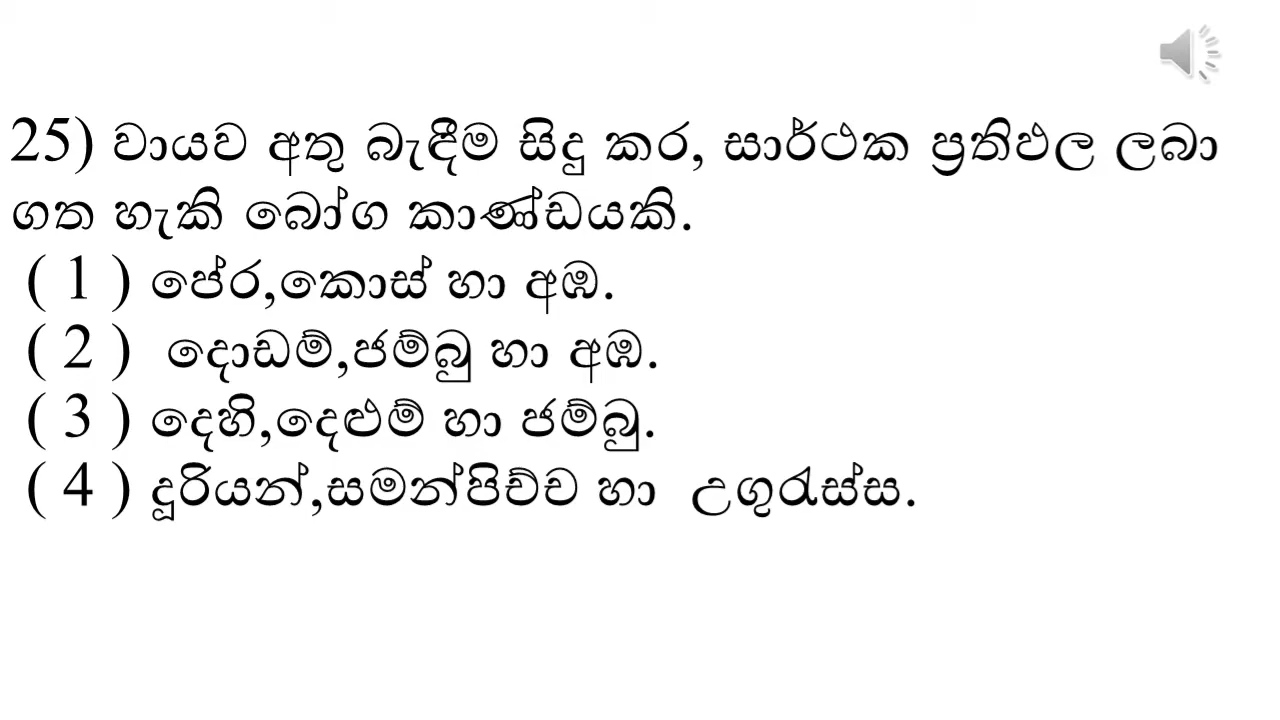 25) වායව අතු බැඳීම සිදු කර, සාර්ථක ප්‍රතිඵල ලබා
ගත හැකි බෝග කාණ්ඩයකි.
( 1 ) පේර,කොස් හා අඹ.
( 2 ) දොඩම්,ජම්බු හා අඹ.
( 3 ) දෙහි,දෙළුම් හා ජම්බු.
( 4 ) දූරියන්,සමන්පිච්ච හා උගුරැස්ස.